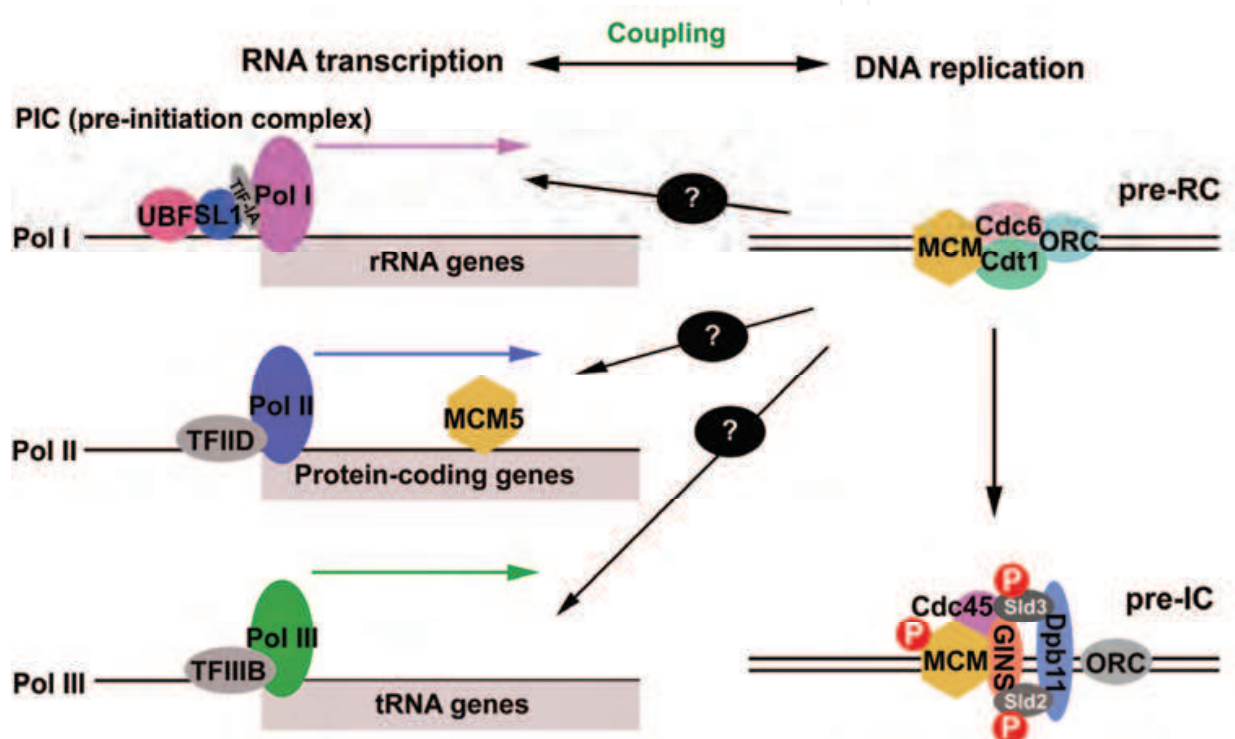 Coupling
RNA transcription
DNA replication
PIC (pre-initiation complex)
UBF
SL1
TIF-IA
Pol I
Pol I
rRNA genes
?
pre-RC
MCM
Cdc6
Cdt1
ORC
?
Pol II
TFIID
MCM5
Pol II
Protein-coding genes
?
Pol III
TFIIIB
Pol III
tRNA genes
pre-IC
P
Cdc45
Sld3
P
MCM
GINS
Dpb11
ORC
Sld2
P